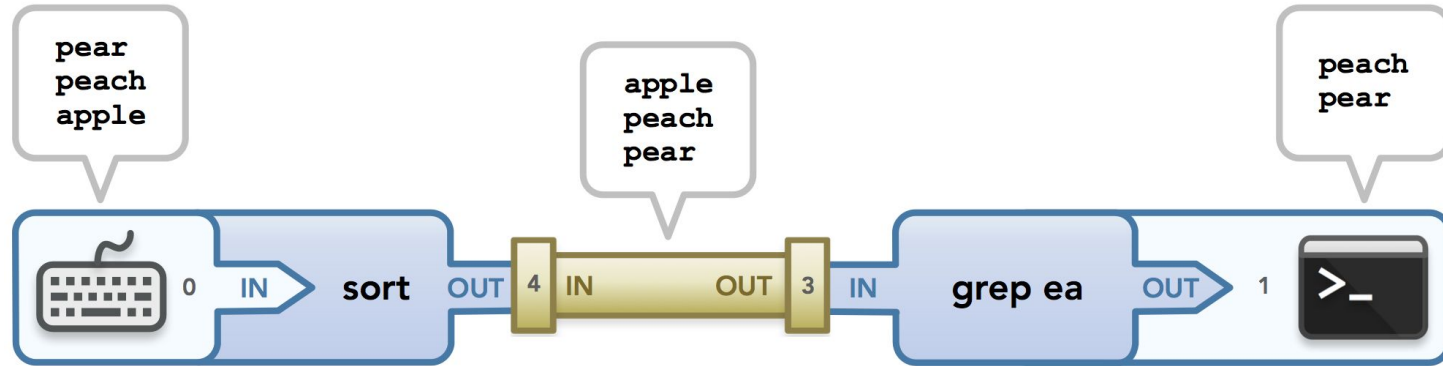 pear
peach
apple
apple
peach
pear
peach
pear
0 IN sort OUT 4 IN OUT 3 IN grep ea OUT 1 >_